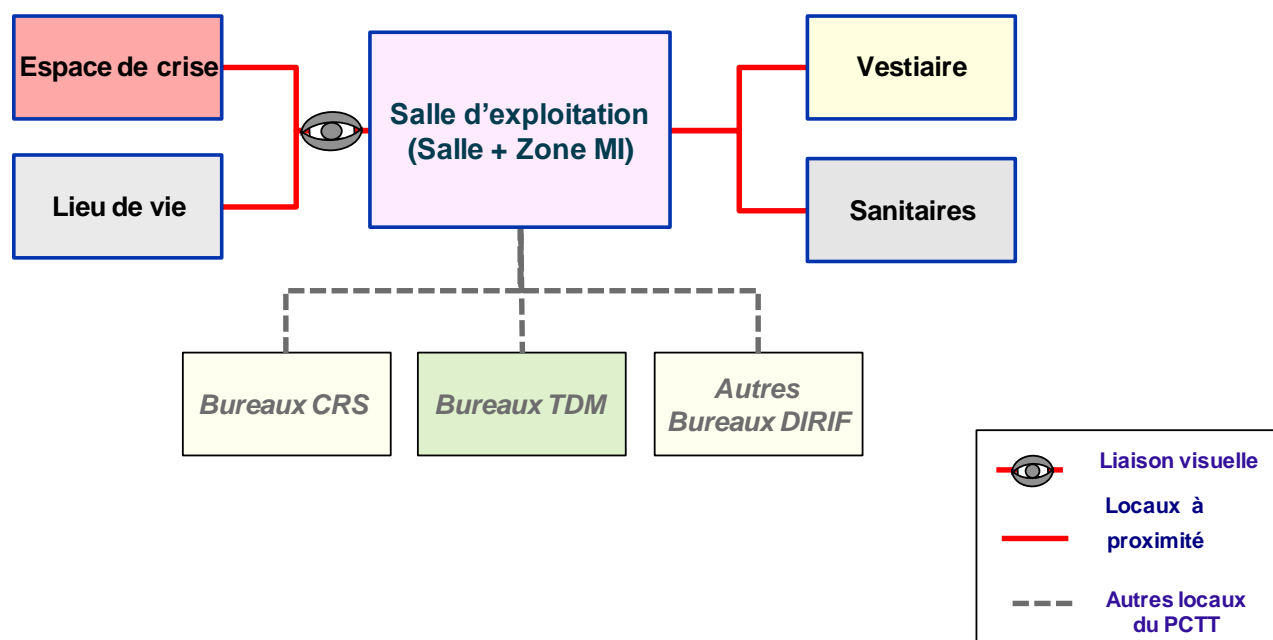 Espace de crise
Lieu de vie
Salle d’exploitation
(Salle + Zone MI)
Vestiaire
Sanitaires
Bureaux CRS
Bureaux TDM
Autres
Bureaux DIRIF
Liaison visuelle
Locaux à
proximité
Autres locaux
du PCTT